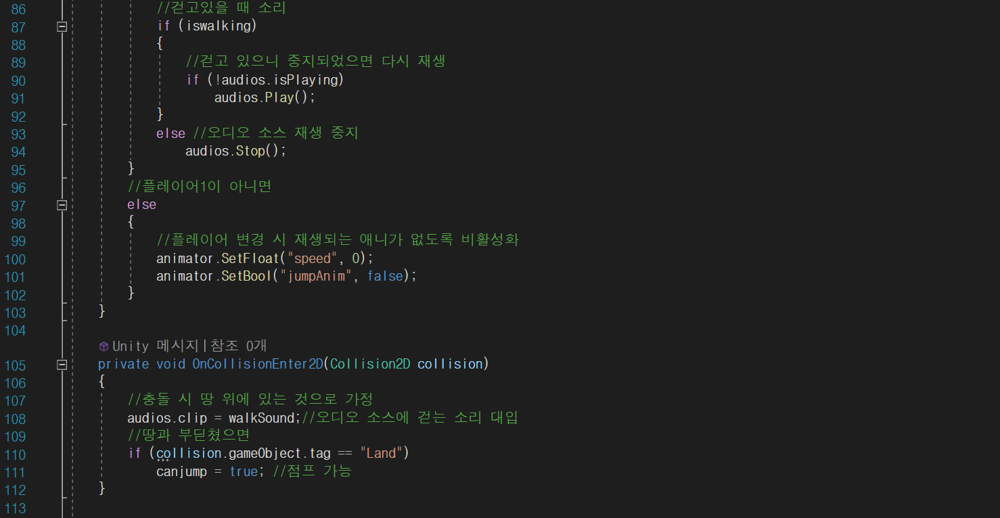 86 //걷고있을 때 소리
87 if (iswalking)
88 {
89 //걷고 있으니 중지되었으면 다시 재생
90 if (!audios.isPlaying)
91 audios.Play();
92 }
93 else //오디오 소스 재생 중지
94 audios.Stop();
95 }
96 //플레이어1이 아니면
97 else
98 {
99 //플레이어 변경 시 재생되는 애니가 없도록 비활성화
100 animator.SetFloat("speed", 0);
101 animator.SetBool("jumpAnim", false);
102 }
103 }
104
Unity 메시지|참조 0개
105 private void OnCollisionEnter2D(Collision2D collision)
106 {
107 //충돌 시 땅 위에 있는 것으로 가정
108 audios.clip = walkSound;//오디오 소스에 걷는 소리 대입
109 //땅과 부딛쳤으면
110 if (collision.gameObject.tag == "Land")
111 canjump = true; //점프 가능
112 }
113